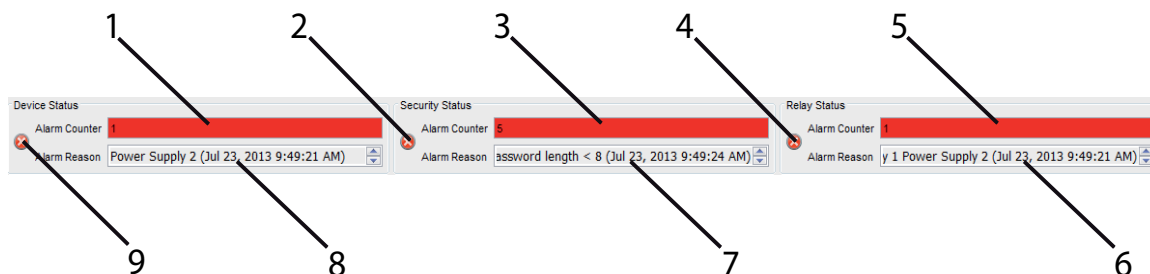 1 2 3 4 5
Device Status Security Status Relay Status
Alarm Counter 1 Alarm Counter 5 Alarm Counter 1
Alarm Reason Power Supply 2 (Jul 23, 2013 9:49:21 AM) Alarm Reason assword length < 8 (Jul 23, 2013 9:49:24 AM) Alarm Reason y 1 Power Supply 2 (Jul 23, 2013 9:49:21 AM)
9 8 7 6